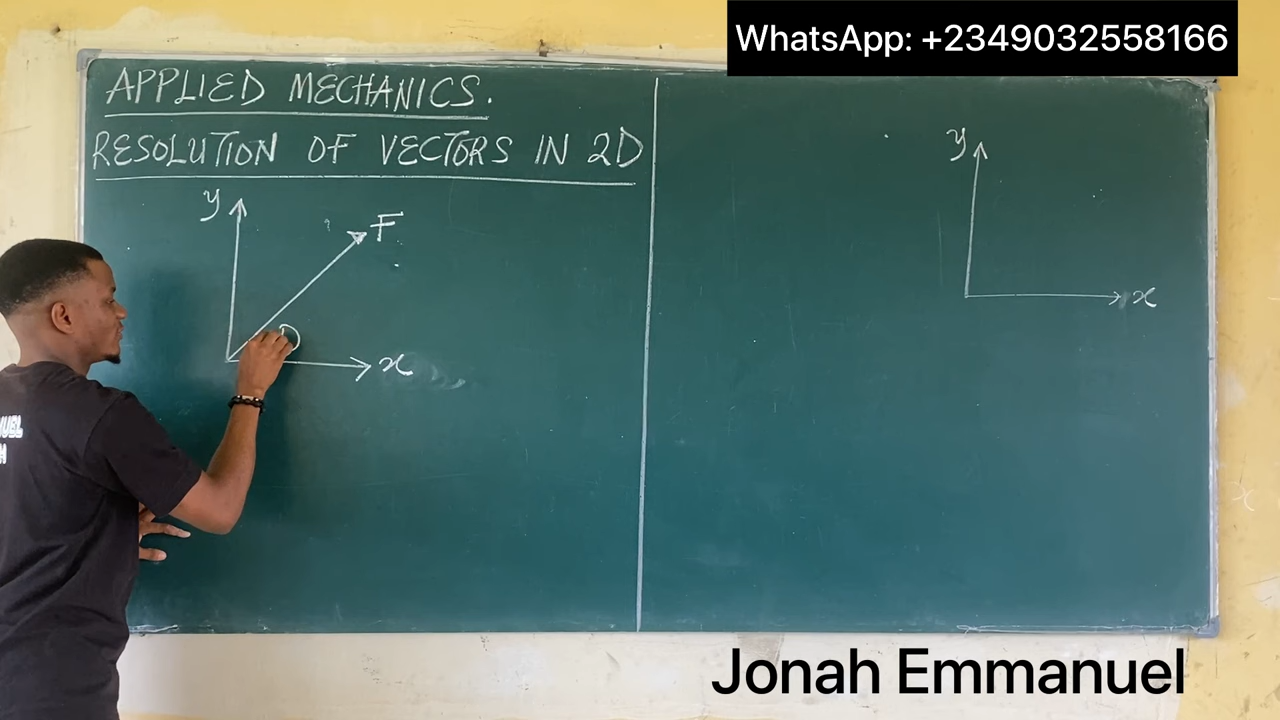 WhatsApp: +2349032558166
APPLIED MECHANICS.
RESOLUTION OF VECTORS IN 2D
y
F
x
y
x
Jonah Emmanuel